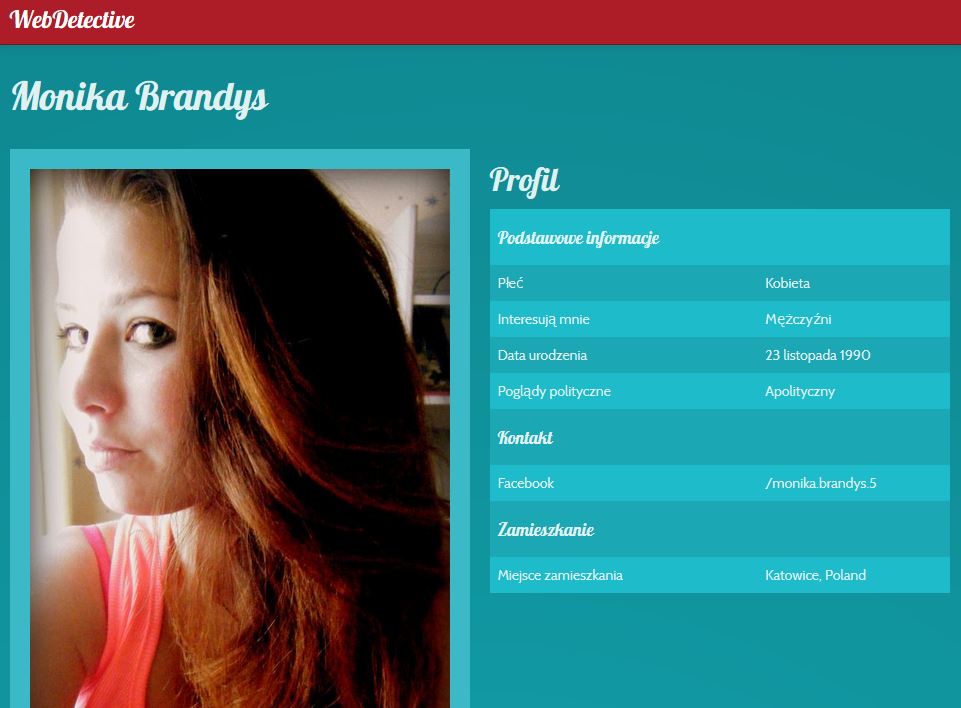 WebDetective
Monika Brandys
Profil
Podstawowe informacje
Płeć Kobieta
Interesują mnie Mężczyźni
Data urodzenia 23 listopada 1990
Poglądy polityczne Apolityczny
Kontakt
Facebook /monika.brandys.5
Zamieszkanie
Miejsce zamieszkania Katowice, Poland